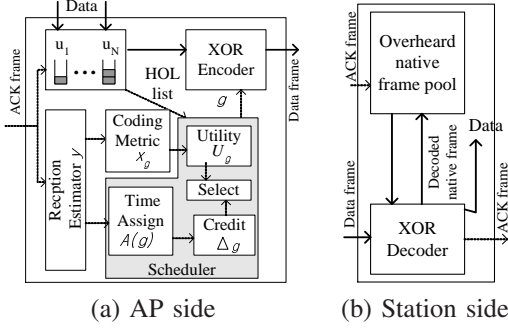 Data
ACK frame
u1
uN
HOL
list
XOR
Encoder
g
Data frame
Recption
Estimator y
Coding
Metric
Xg
Utility
Ug
Select
Time
Assign
A(g)
Credit
Δg
Scheduler
(a) AP side
ACK frame
Overheard
native
frame pool
Data
Decoded
native frame
Data frame
XOR
Decoder
ACK frame
(b) Station side